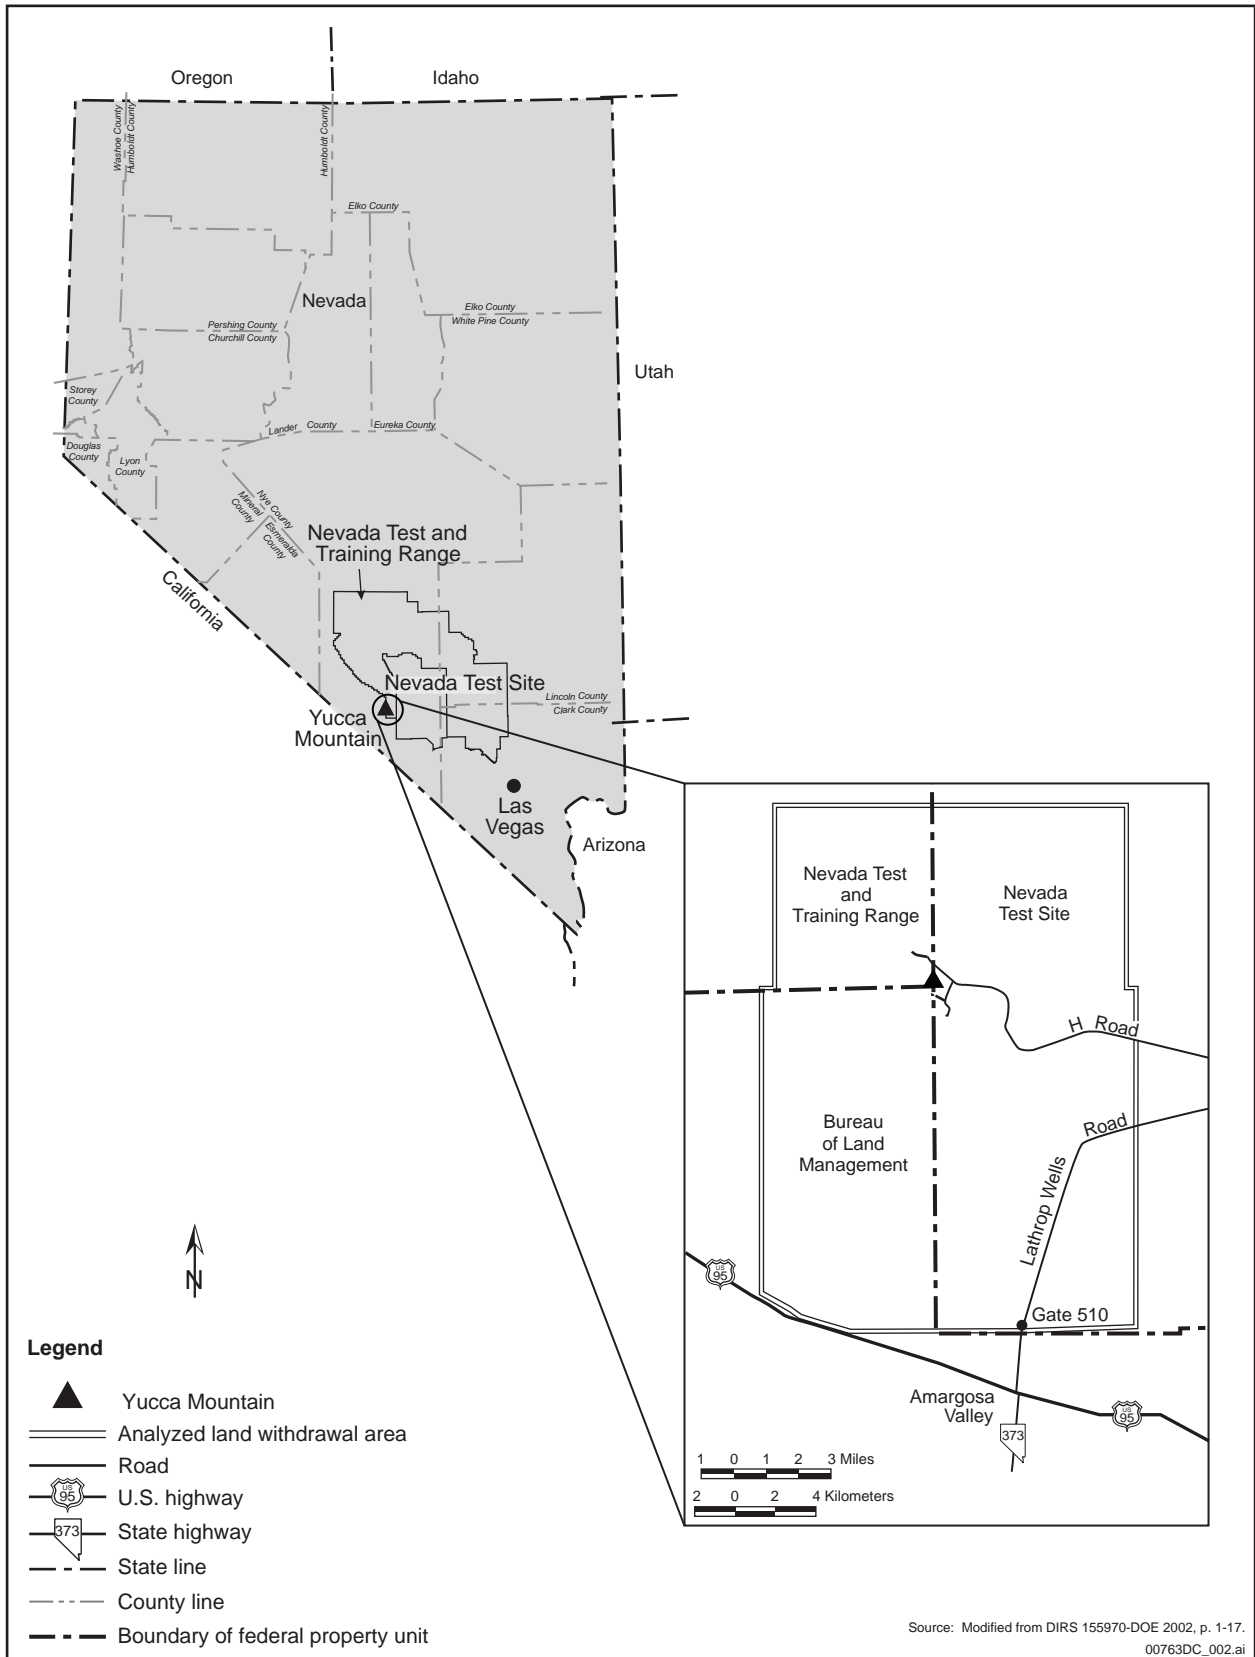 Oregon
Idaho
Washoe County
Humboldt County
Humboldt County
Elko County
Nevada
Elko County
White Pine County
Pershing County
Churchill County
Utah
Storey
County
Lander County
Eureka County
Douglas
County
Lyon
County
Nye County
Mineral
County
Esmeralda
County
Nevada Test and
Training Range
California
Nevada Test Site
Lincoln County
Clark County
Yucca
Mountain
Las
Vegas
Arizona
Nevada Test
and
Training Range
Nevada
Test Site
H Road
Bureau
of Land
Management
Road
Lathrop Wells
US
95
Gate 510
Amargosa
Valley
US
95
373
1 0 1 2 3 Miles
2 0 2 4 Kilometers
N
Legend
Yucca Mountain
Analyzed land withdrawal area
Road
US
95
U.S. highway
373
State highway
State line
County line
Boundary of federal property unit
Source: Modified from DIRS 155970-DOE 2002, p. 1-17.
00763DC_002.ai